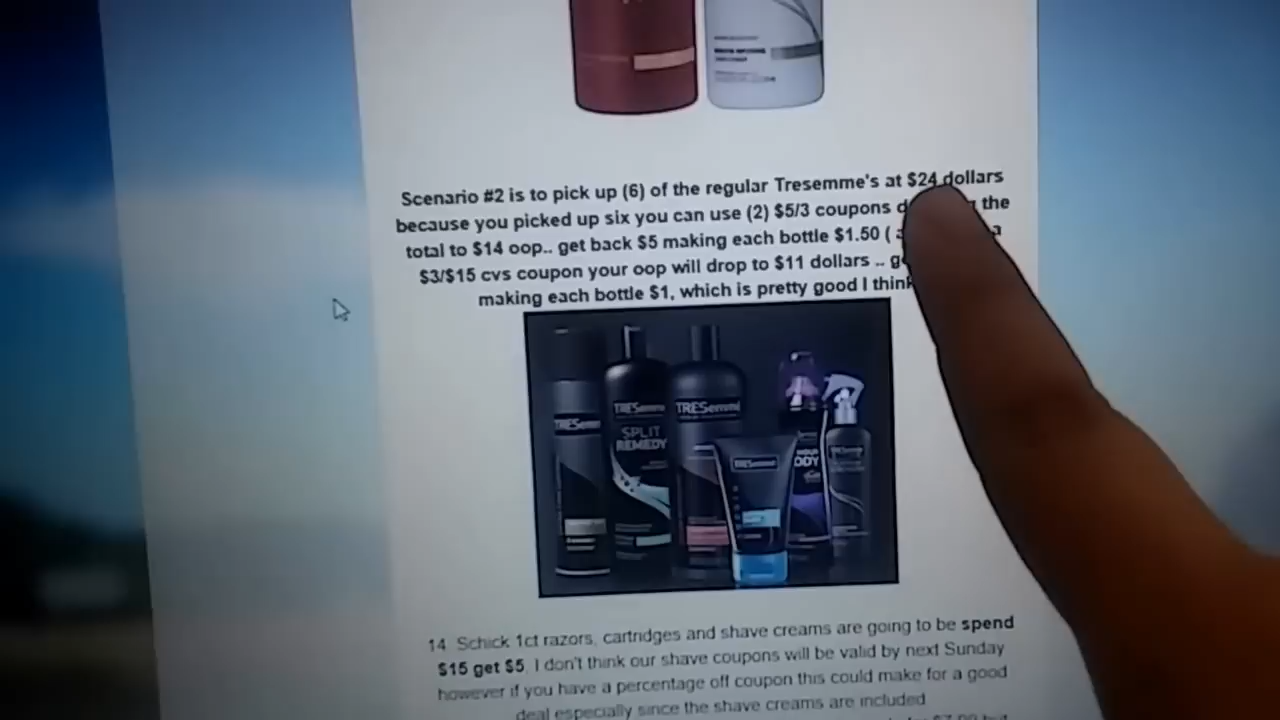 Scenario #2 is to pick up (6) of the regular Tresemme's at $24 dollars
because you picked up six you can use (2) $5/3 coupons the
total to $14 oop.. get back $5 making each bottle $1.50 ( a
$3/$15 cvs coupon your oop will drop to $11 dollars ..
making each bottle $1, which is pretty good I think
TRESemmé
TRESemmé
TRESemmé
SPLIT
REMEDY
TRESemmé
14. Schick 1ct razors, cartridges and shave creams are going to be spend
$15 get $5. I don't think our shave coupons will be valid by next Sunday
however if you have a percentage off coupon this could make for a good
deal especially since the shave creams are included